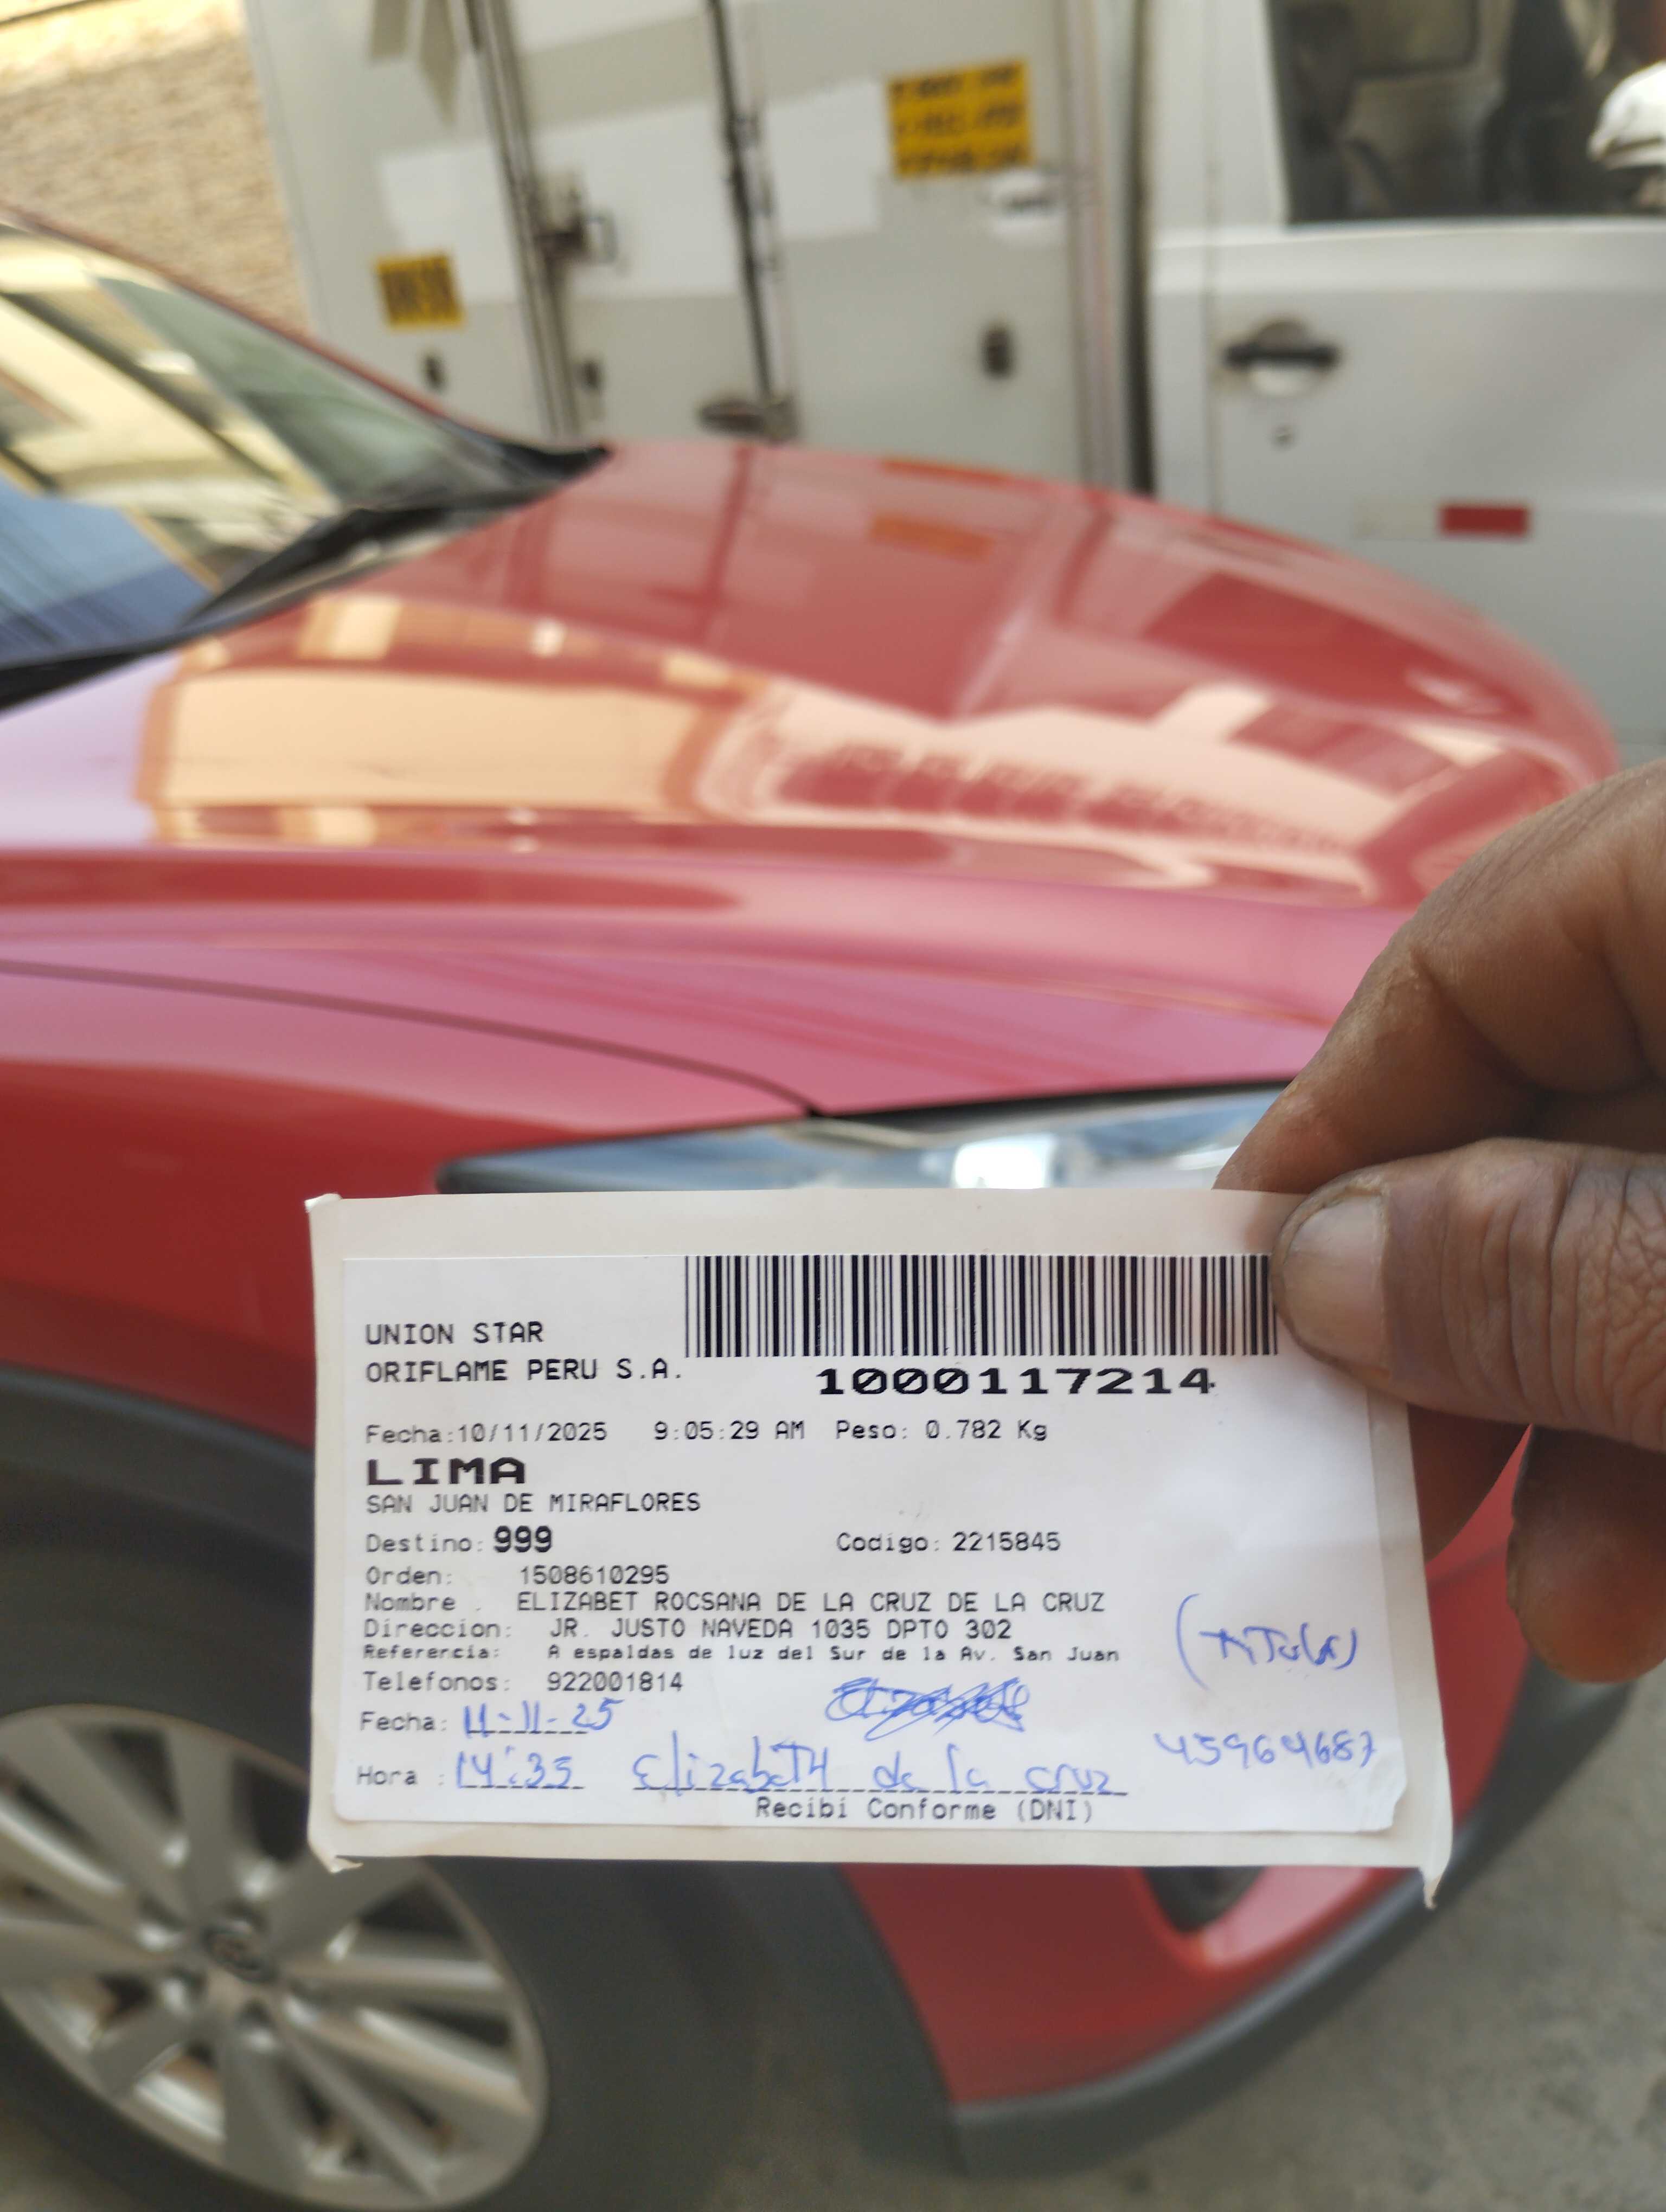 UNION STAR
ORIFLAME PERU S.A.
1000117214
Fecha:10/11/2025 9:05:29 AM Peso: 0.782 Kg
LIMA
SAN JUAN DE MIRAFLORES
Destino: 999 Codigo: 2215845
Orden: 1508610295
Nombre . ELIZABET ROCSANA DE LA CRUZ DE LA CRUZ
Direccion: JR. JUSTO NAVEDA 1035 DPTO 302
Referencia: A espaldas de luz del Sur de la Av. San Juan
(TiTular)
Telefonos: 922001814
Fecha: 11-11-25
45964687
Hora : 14:35 ElizabeTH de la cruz
Recibi Conforme (DNI)